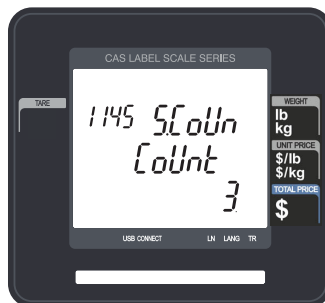 CAS LABEL SCALE SERIES
TARE
1145 S.CoUn
CoUnt
3
WEIGHT
lb
kg
UNIT PRICE
$/lb
$/kg
TOTAL PRICE
$
USB CONNECT LN LANG TR